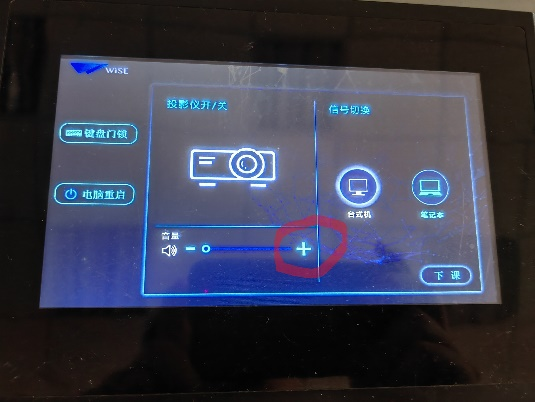 WiSE
投影仪开/关
信号切换
键盘门锁
电脑重启
台式机
笔记本
音量
下 课